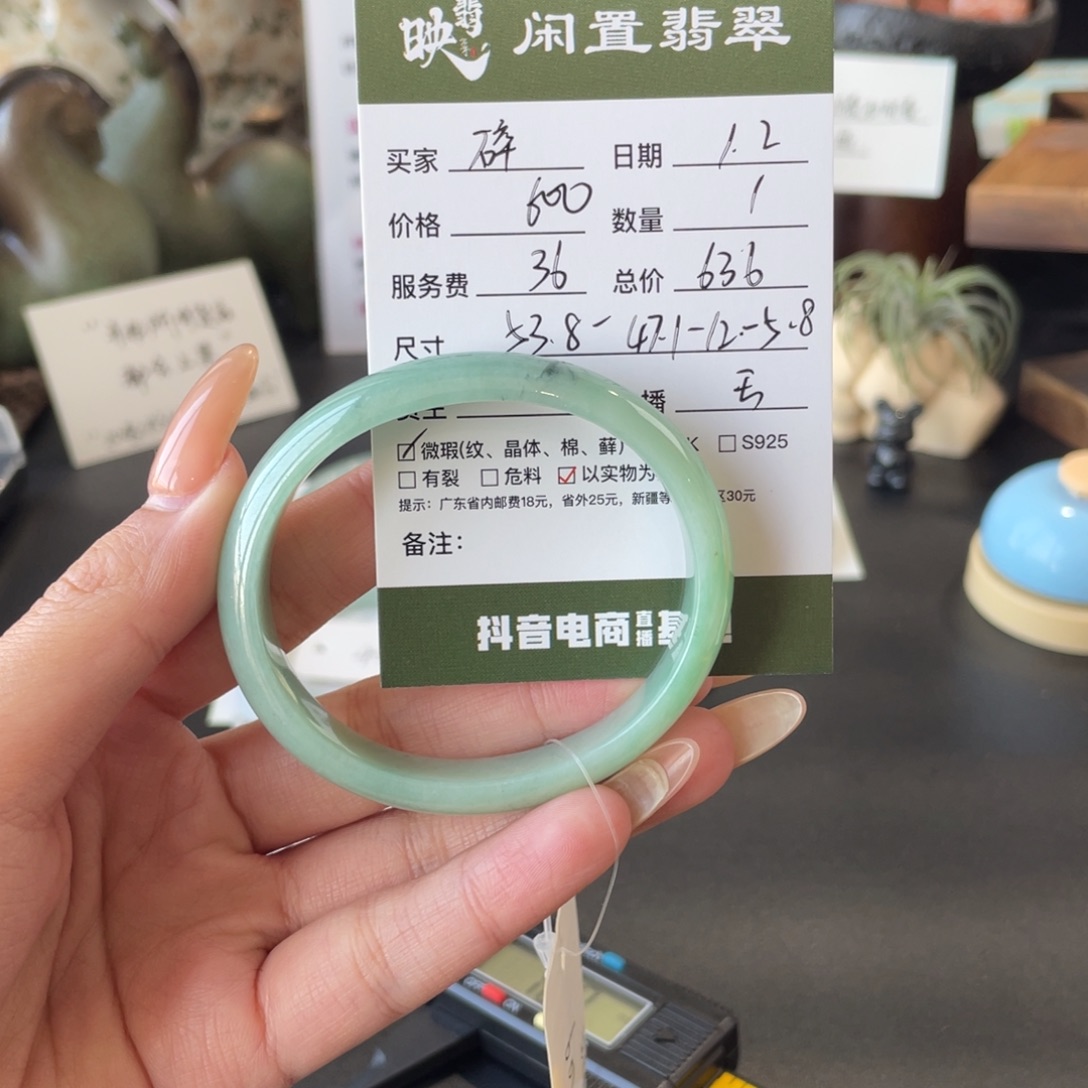 映翡 闲置翡翠
买家 碎 日期 1.2
价格 600 数量 1
服务费 36 总价 636
尺寸 53.8-47.1-12-5.8
播
微瑕(纹、晶体、棉、藓) K S925
有裂 危料 以实物为
提示：广东省内邮费18元，省外25元，新疆等 区30元
备注：
抖音电商直播基
OFF ON